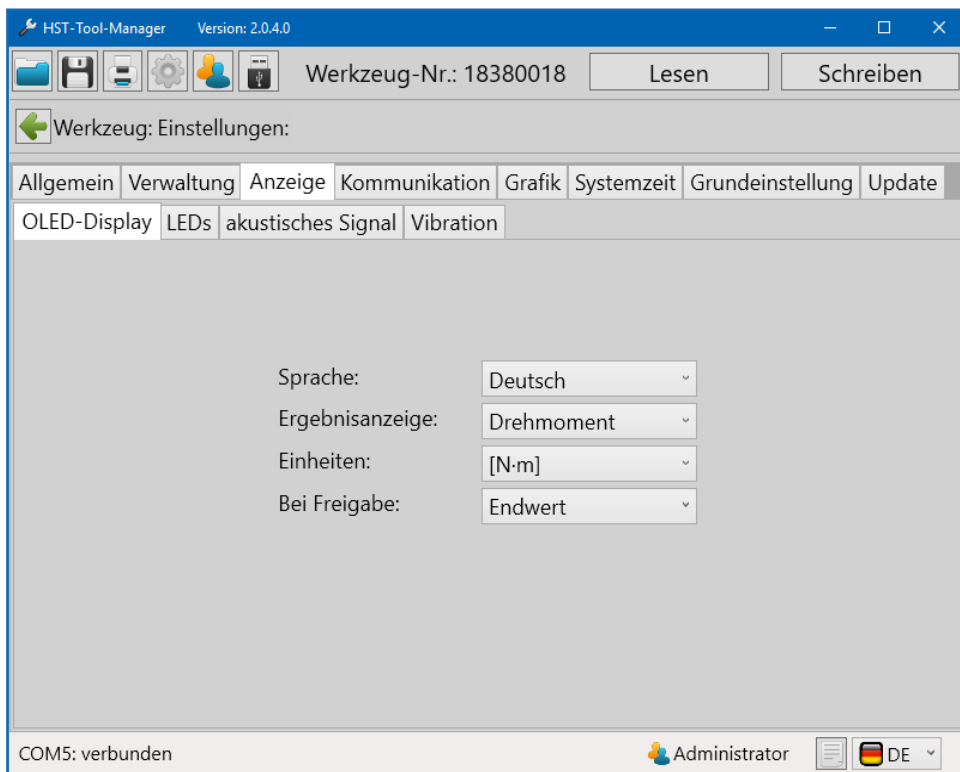 HST-Tool-Manager Version: 2.0.4.0
Werkzeug-Nr.: 18380018 Lesen Schreiben
Werkzeug: Einstellungen:
Allgemein Verwaltung Anzeige Kommunikation Grafik Systemzeit Grundeinstellung Update
OLED-Display LEDs akustisches Signal Vibration
Sprache: Deutsch
Ergebnisanzeige: Drehmoment
Einheiten: [N·m]
Bei Freigabe: Endwert
COM5: verbunden Administrator DE